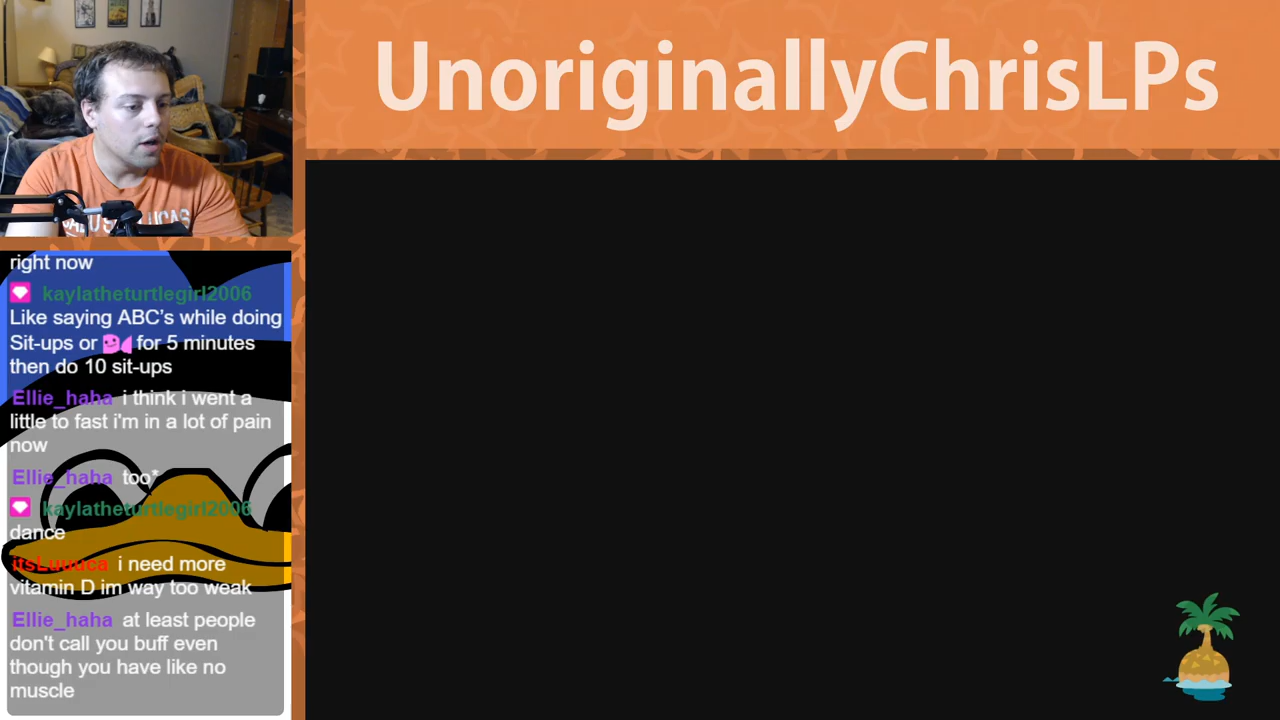 UnoriginallyChrisLPs
right now
kaylatheturtlegirl2006
Like saying ABC's while doing
Sit-ups or for 5 minutes
then do 10 sit-ups
Ellie_haha i think i went a
little to fast i'm in a lot of pain
now
Ellie_haha too*
kaylatheturtlegirl2006
dance
itsLuuuca i need more
vitamin D im way too weak
Ellie_haha at least people
don't call you buff even
though you have like no
muscle